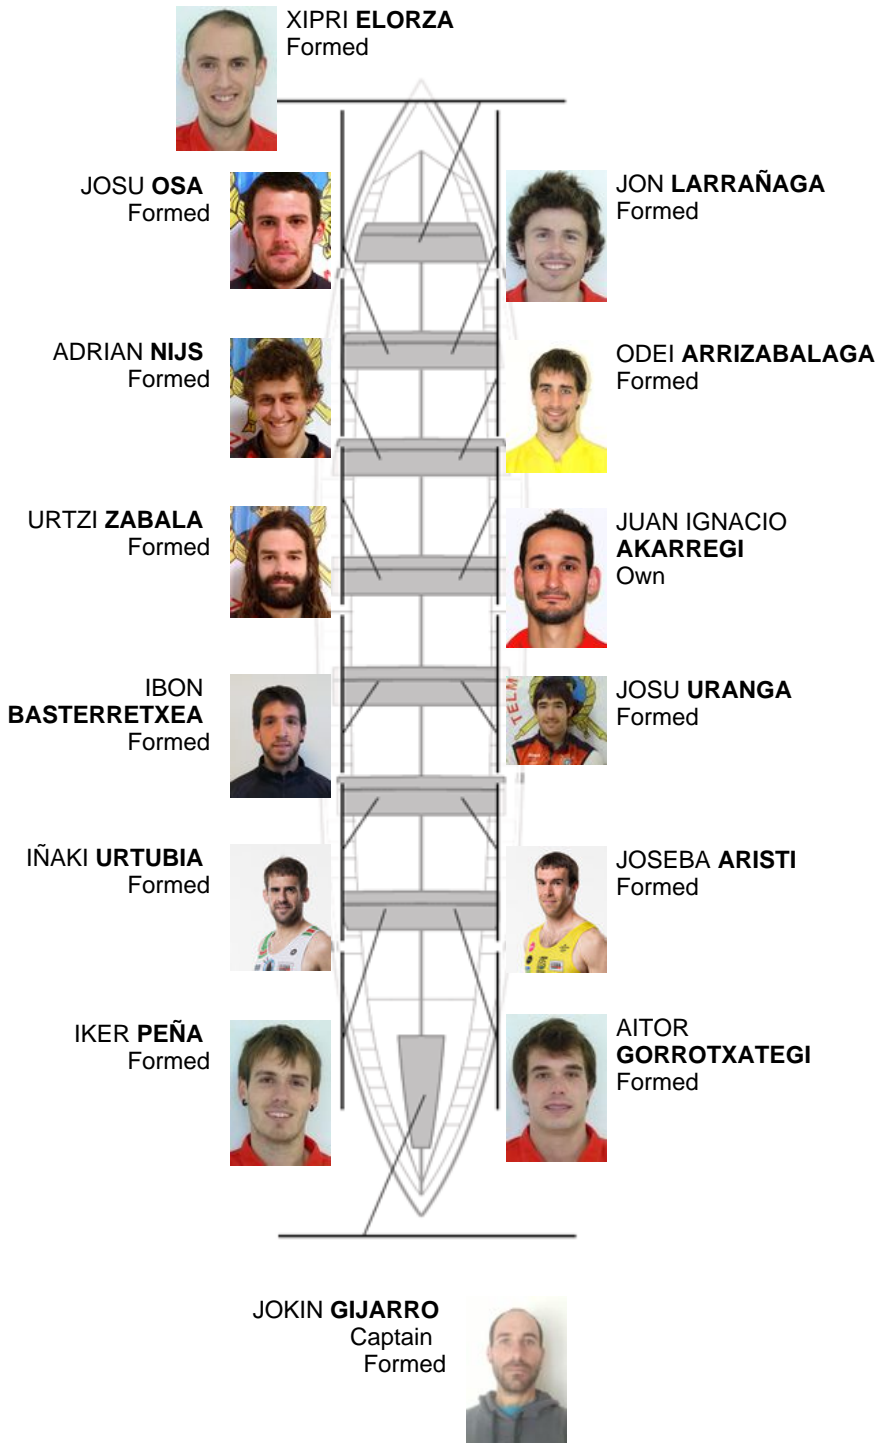 XIPRI ELORZA
Formed
JOSU OSA
Formed
JON LARRAÑAGA
Formed
ADRIAN NIJS
Formed
ODEI ARRIZABALAGA
Formed
URTZI ZABALA
Formed
JUAN IGNACIO
AKARREGI
Own
IBON
BASTERRETXEA
Formed
TELM
JOSU URANGA
Formed
IÑAKI URTUBIA
Formed
JOSEBA ARISTI
Formed
IKER PEÑA
Formed
AITOR
GORROTXATEGI
Formed
JOKIN GIJARRO
Captain
Formed